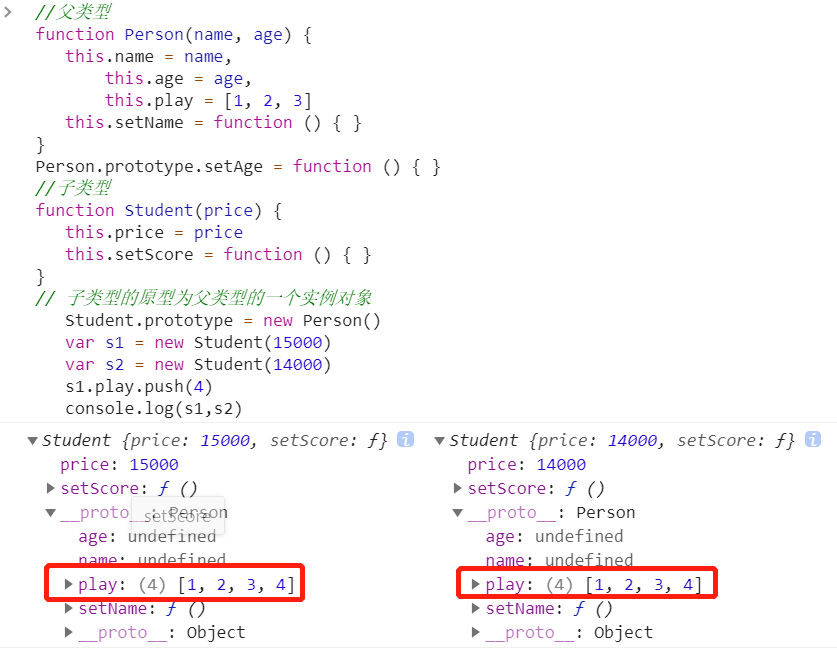 //父类型
function Person(name, age) {
this.name = name,
this.age = age,
this.play = [1, 2, 3]
this.setName = function () { }
}
Person.prototype.setAge = function () { }
//子类型
function Student(price) {
this.price = price
this.setScore = function () { }
}
// 子类型的原型为父类型的一个实例对象
Student.prototype = new Person()
var s1 = new Student(15000)
var s2 = new Student(14000)
s1.play.push(4)
console.log(s1,s2)
Student {price: 15000, setScore: ƒ}
price: 15000
setScore: ƒ ()
__proto__: Person
setScore
age: undefined
name: undefined
play: (4) [1, 2, 3, 4]
setName: ƒ ()
__proto__: Object
Student {price: 14000, setScore: ƒ}
price: 14000
setScore: ƒ ()
__proto__: Person
age: undefined
name: undefined
play: (4) [1, 2, 3, 4]
setName: ƒ ()
__proto__: Object